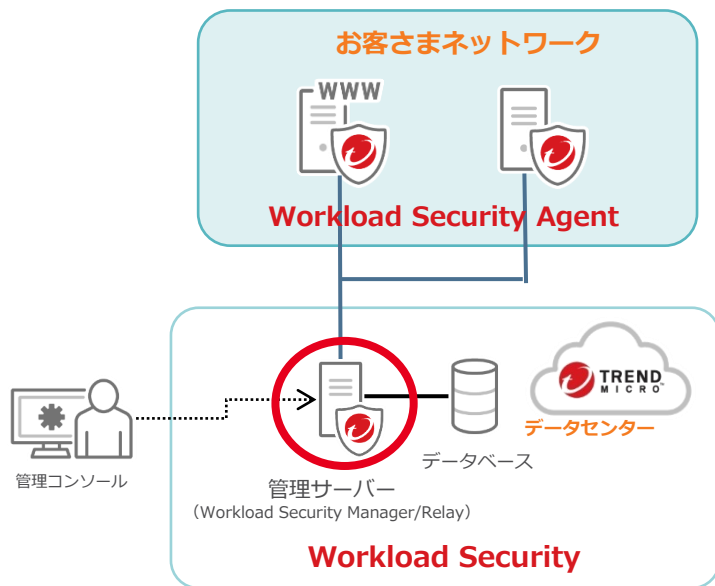 お客さまネットワーク
WWW
Workload Security Agent
TREND
MICRO™
データセンター
データベース
管理コンソール
管理サーバー
(Workload Security Manager/Relay)
Workload Security